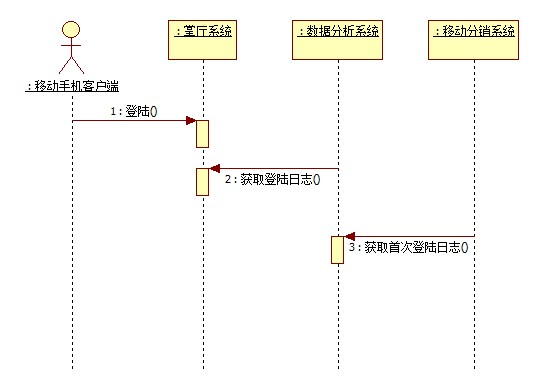 : 掌厅系统
: 数据分析系统
: 移动分销系统
: 移动手机客户端
1 : 登陆()
2 : 获取登陆日志()
3 : 获取首次登陆日志()